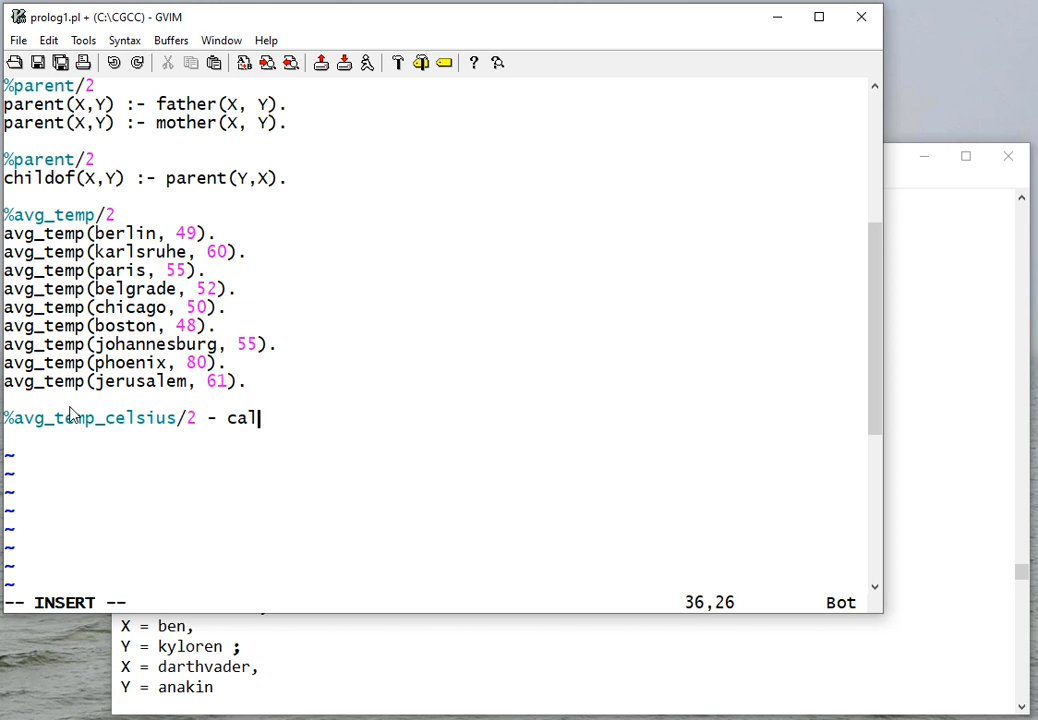 prolog1.pl + (C:\CGCC) - GVIM
File Edit Tools Syntax Buffers Window Help
%parent/2
parent(X,Y) :- father(X, Y).
parent(X,Y) :- mother(X, Y).
%parent/2
childof(X,Y) :- parent(Y,X).
%avg_temp/2
avg_temp(berlin, 49).
avg_temp(karlsruhe, 60).
avg_temp(paris, 55).
avg_temp(belgrade, 52).
avg_temp(chicago, 50).
avg_temp(boston, 48).
avg_temp(johannesburg, 55).
avg_temp(phoenix, 80).
avg_temp(jerusalem, 61).
%avg_temp_celsius/2 - cal
~
~
~
~
~
~
~
~
-- INSERT -- 36,26 Bot
X = ben,
Y = kyloren ;
X = darthvader,
Y = anakin